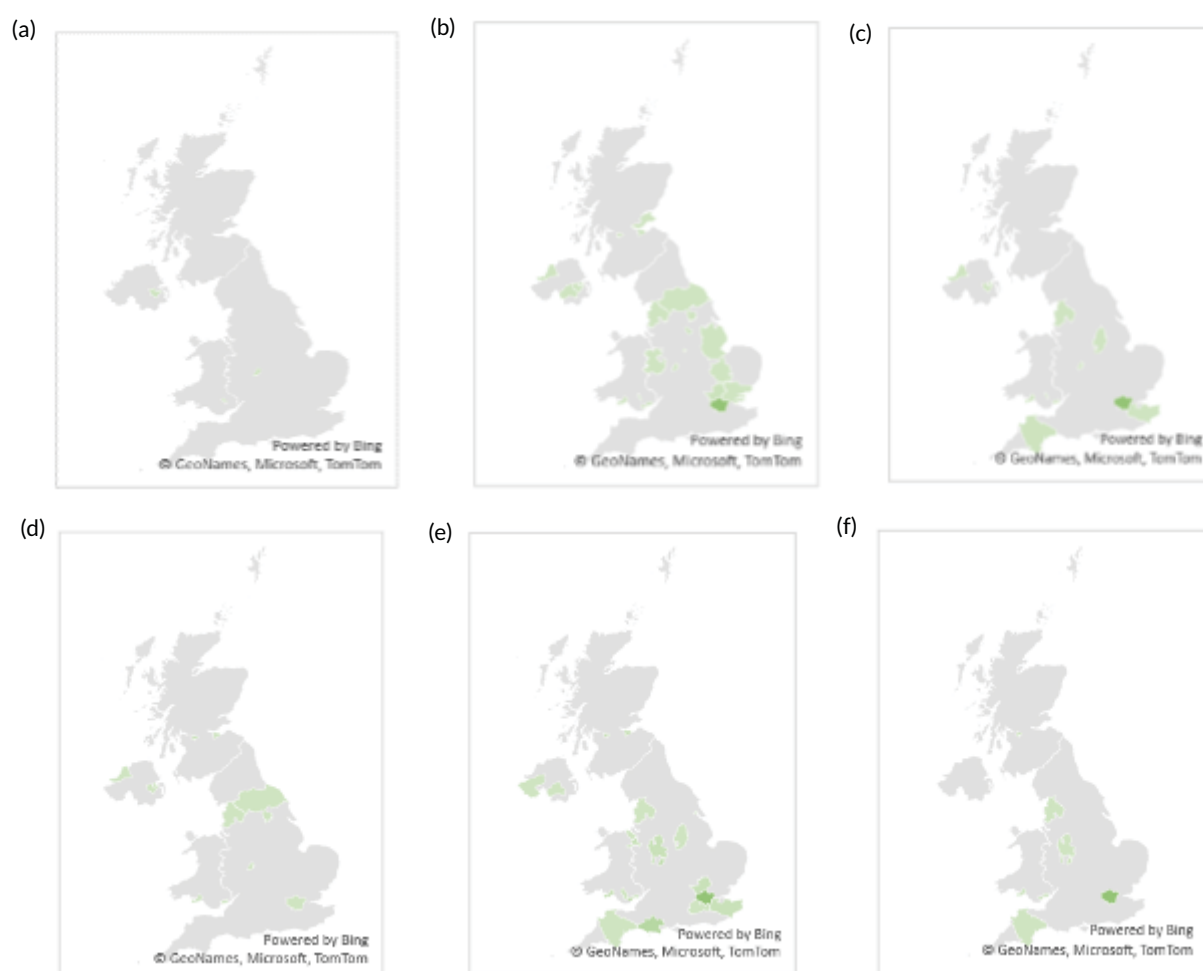 (a)
(b)
(c)
Powered by Bing
© GeoNames, Microsoft, TomTom
Powered by Bing
© GeoNames, Microsoft, TomTom
Powered by Bing
© GeoNames, Microsoft, TomTom
(d)
(e)
(f)
Powered by Bing
© GeoNames, Microsoft, TomTom
Powered by Bing
© GeoNames, Microsoft, TomTom
Powered by Bing
© GeoNames, Microsoft, TomTom